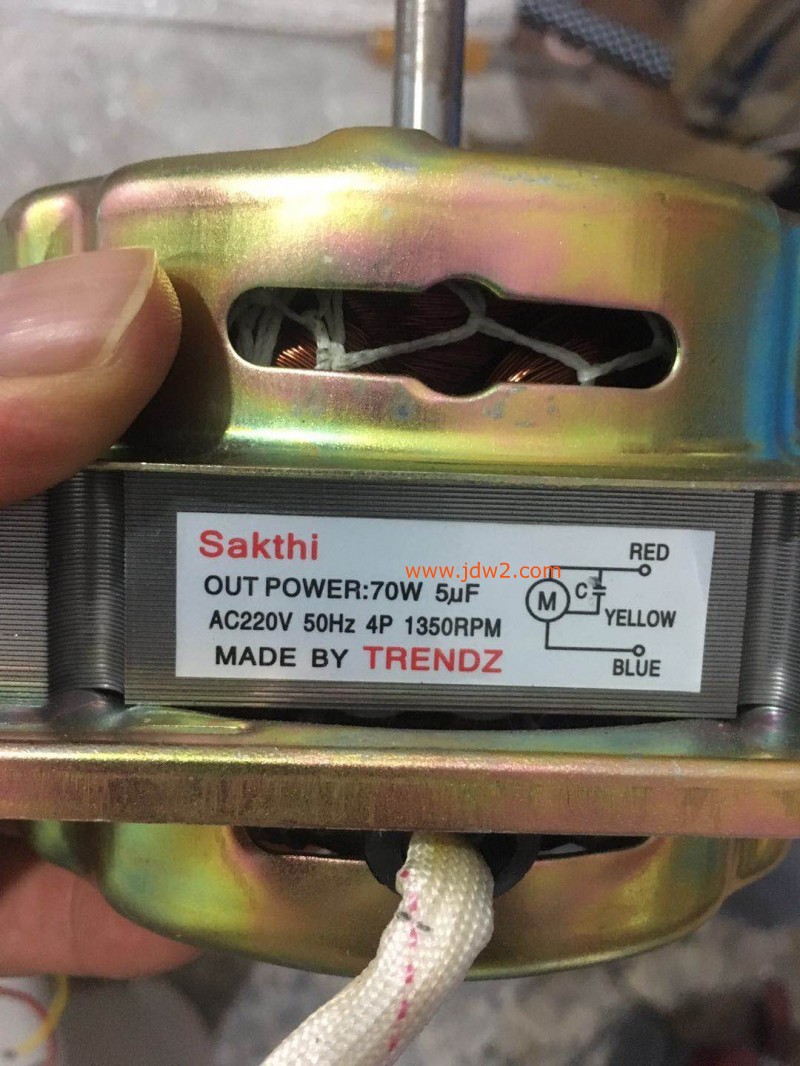 Sakthi
www.jdw2.com
OUT POWER:70W 5µF
AC220V 50Hz 4P 1350RPM
MADE BY TRENDZ
RED
M
C
YELLOW
BLUE